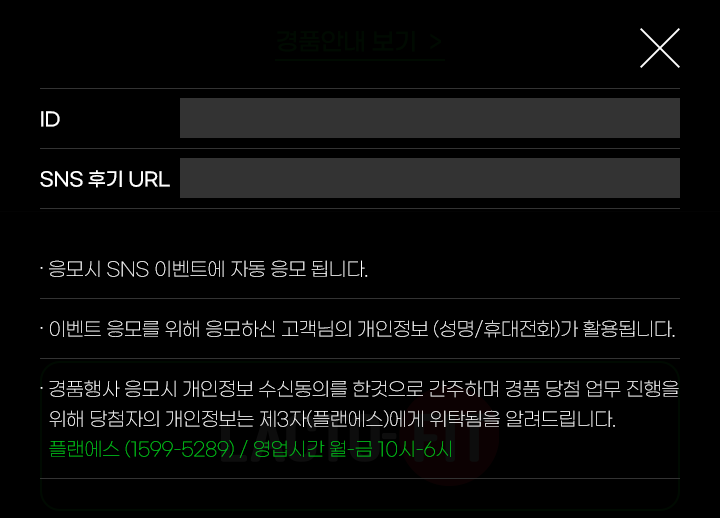 경품안내 보기 >
ID
SNS 후기 URL
· 응모시 SNS 이벤트에 자동 응모 됩니다.
· 이벤트 응모를 위해 응모하신 고객님의 개인정보 (성명/휴대전화)가 활용됩니다.
· 경품행사 응모시 개인정보 수신동의를 한것으로 간주하며 경품 당첨 업무 진행을
위해 당첨자의 개인정보는 제3자(플랜에스)에게 위탁됨을 알려드립니다.
플랜에스 (1599-5289) / 영업시간 월-금 10시-6시